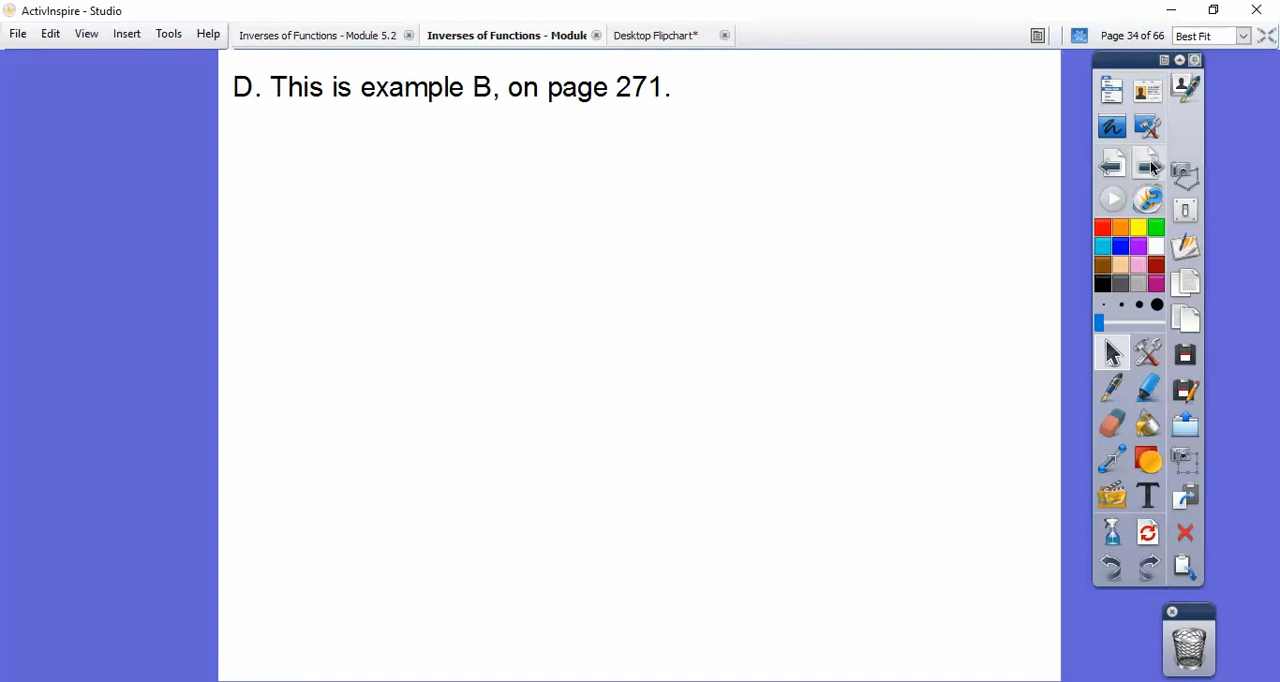 ActivInspire - Studio
File Edit View Insert Tools Help
Inverses of Functions - Module 5.2
Inverses of Functions - Module
Desktop Flipchart*
Page 34 of 66
Best Fit
D. This is example B, on page 271.
T